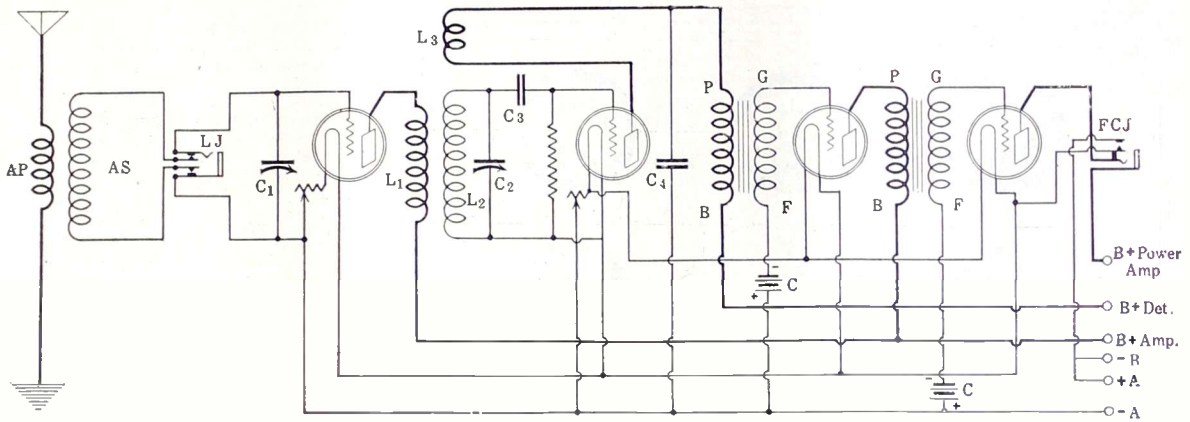 L3
P
G
P
G
C3
LJ
FCJ
AP
AS
C1
L1
C2
C4
L2
B
F
B
F
B+Power
Amp
-
C
+
B+Det.
B+Amp.
-B
+A
-
C
+
-A